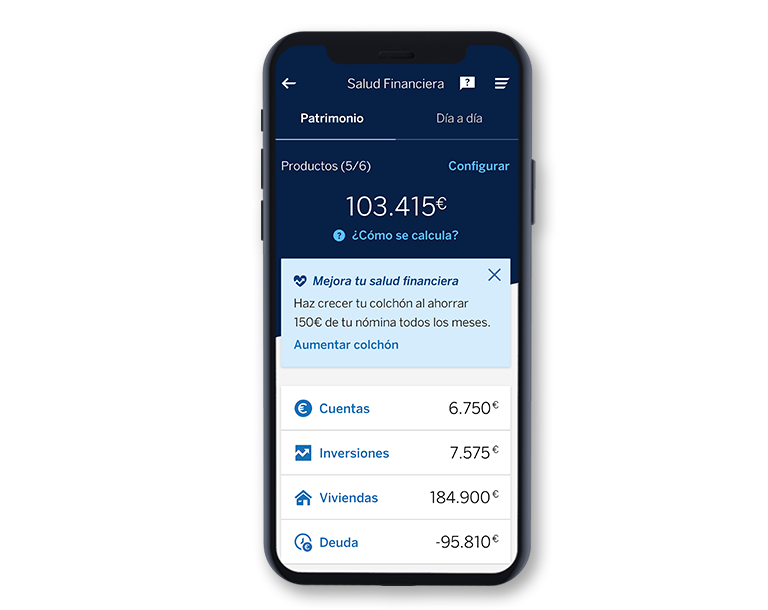 Salud Financiera
?
Patrimonio
Día a día
Productos (5/6)
Configurar
103.415€
? ¿Cómo se calcula?
Mejora tu salud financiera
Haz crecer tu colchón al ahorrar
150€ de tu nómina todos los meses.
Aumentar colchón
€ Cuentas 6.750€
Inversiones 7.575€
Viviendas 184.900€
€ Deuda -95.810€